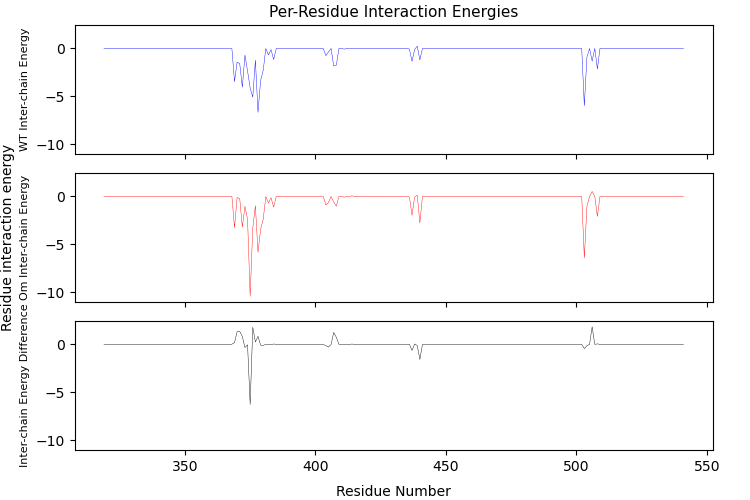 Per-Residue Interaction Energies
Residue interaction energy
WT Inter-chain Energy
0
−5
−10
Om Inter-chain Energy
0
−5
−10
Inter-chain Energy Difference
0
−5
−10
350
400
450
500
550
Residue Number